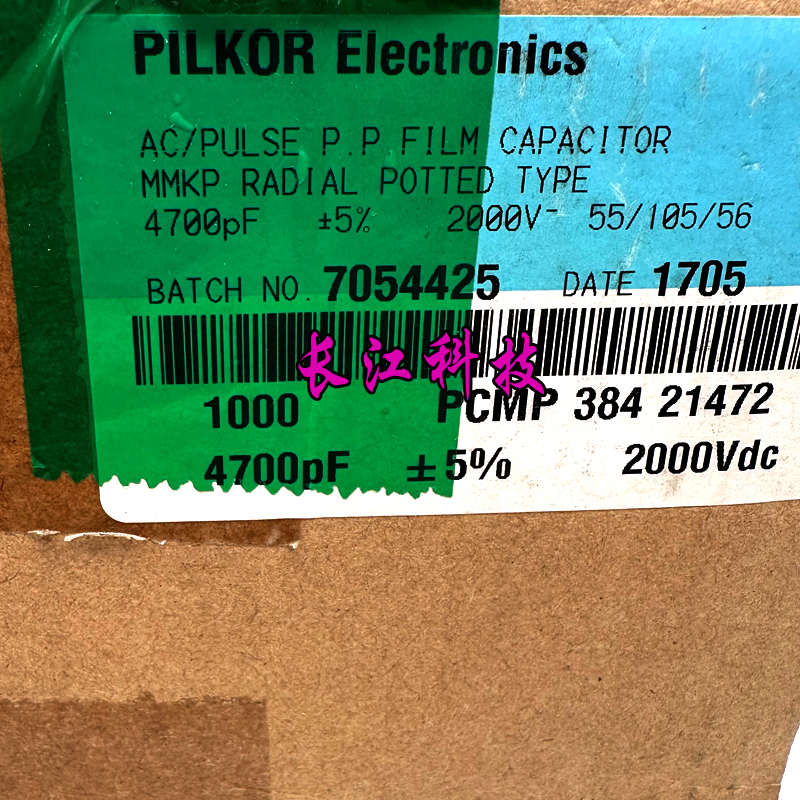 PILKOR Electronics
AC/PULSE P.P FILM CAPACITOR
MMKP RADIAL POTTED TYPE
4700pF ±5% 2000V⁻ 55/105/56
BATCH NO. 7054425 DATE 1705
长江科技
1000 PCMP 384 21472
4700pF ±5% 2000Vdc